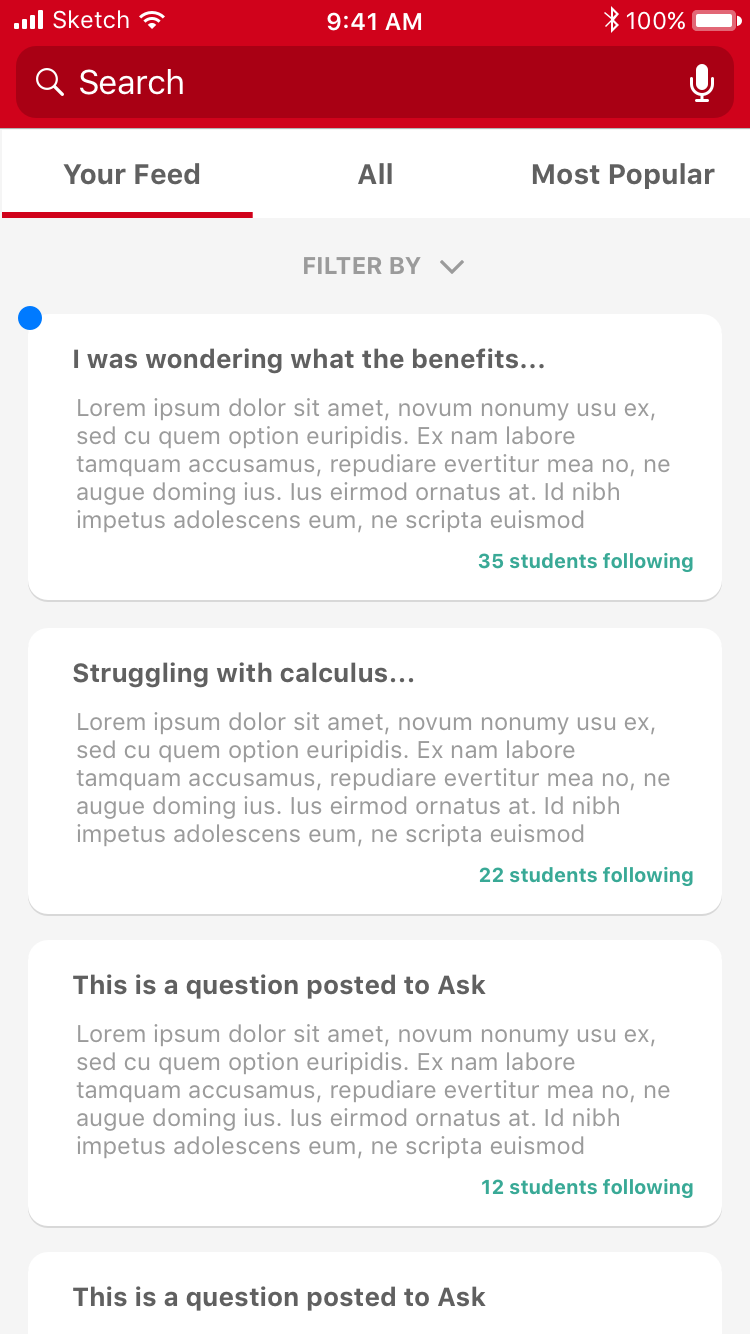 Sketch 9:41 AM 100%
Search
Your Feed All Most Popular
FILTER BY
I was wondering what the benefits...
Lorem ipsum dolor sit amet, novum nonumy usu ex,
sed cu quem option euripidis. Ex nam labore
tamquam accusamus, repudiare evertitur mea no, ne
augue doming ius. Ius eirmod ornatus at. Id nibh
impetus adolescens eum, ne scripta euismod
35 students following
Struggling with calculus...
Lorem ipsum dolor sit amet, novum nonumy usu ex,
sed cu quem option euripidis. Ex nam labore
tamquam accusamus, repudiare evertitur mea no, ne
augue doming ius. Ius eirmod ornatus at. Id nibh
impetus adolescens eum, ne scripta euismod
22 students following
This is a question posted to Ask
Lorem ipsum dolor sit amet, novum nonumy usu ex,
sed cu quem option euripidis. Ex nam labore
tamquam accusamus, repudiare evertitur mea no, ne
augue doming ius. Ius eirmod ornatus at. Id nibh
impetus adolescens eum, ne scripta euismod
12 students following
This is a question posted to Ask